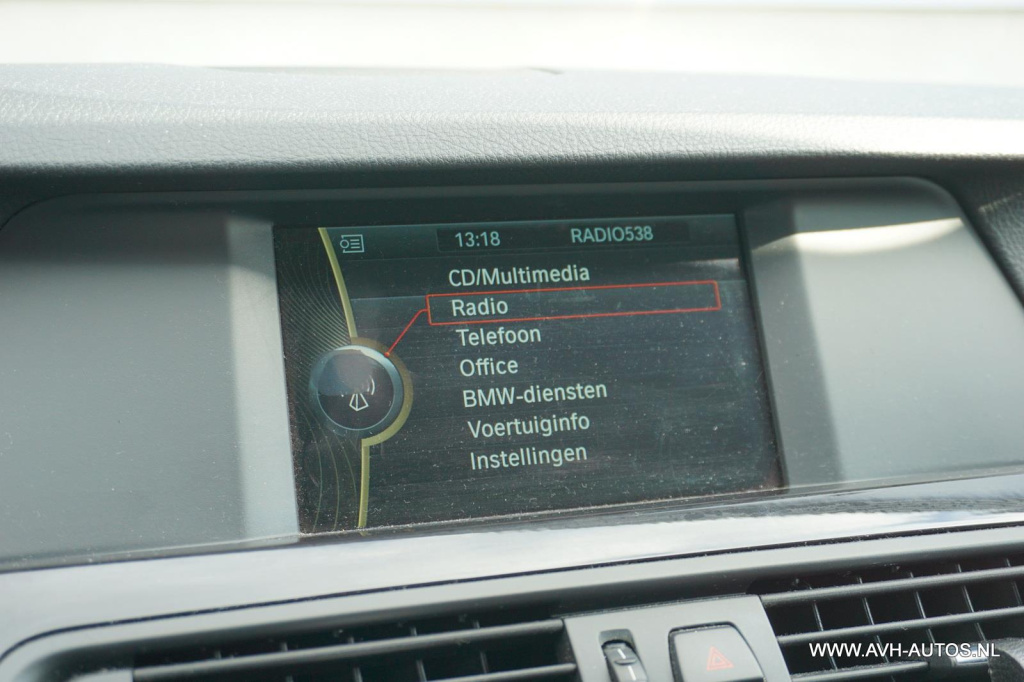 13:18 RADIO538
CD/Multimedia
Radio
Telefoon
Office
BMW-diensten
Voertuiginfo
Instellingen
WWW.AVH-AUTOS.NL